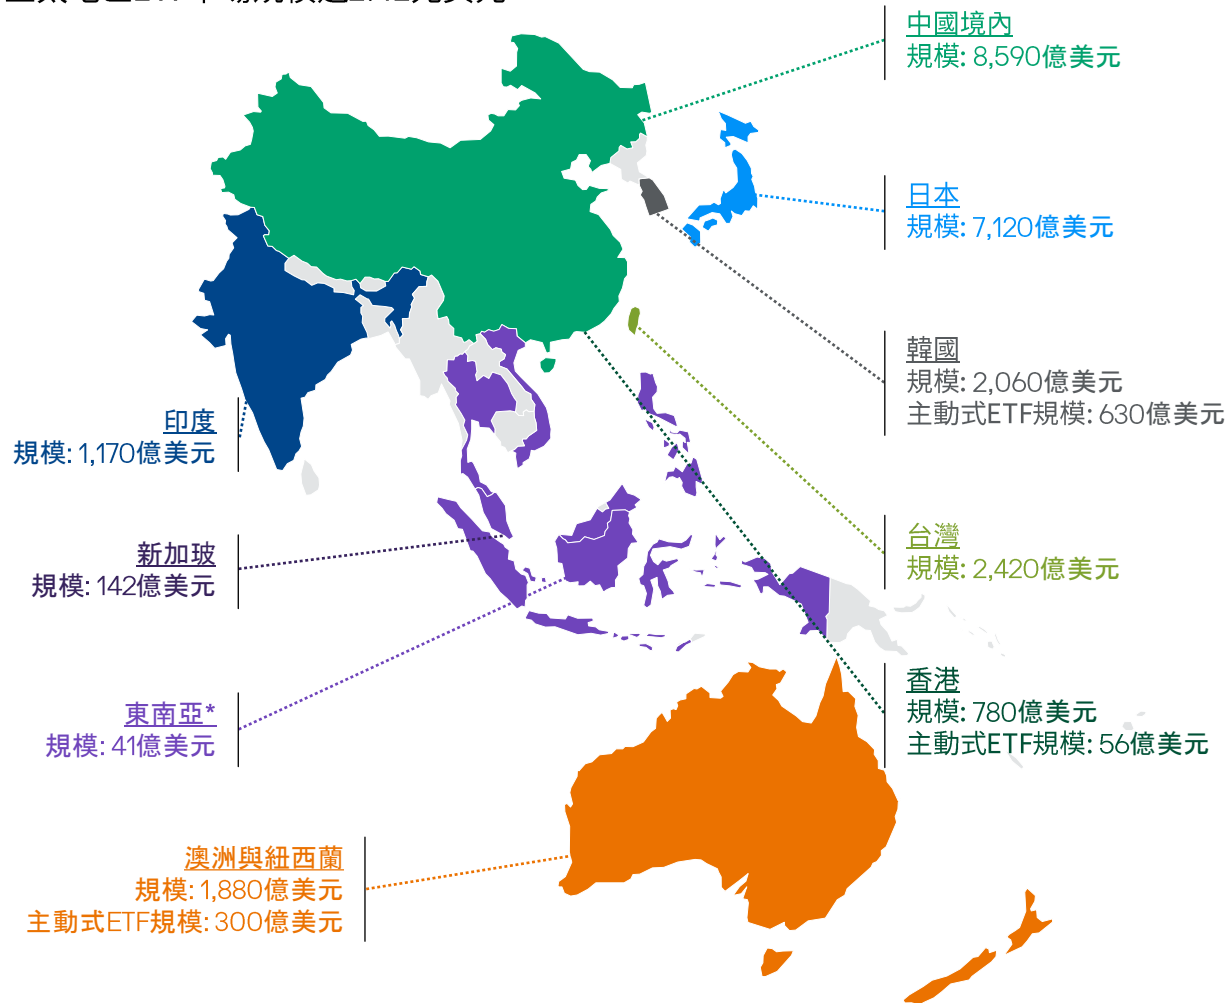 中國境內
規模: 8,590億美元
日本
規模: 7,120億美元
韓國
規模: 2,060億美元
主動式ETF規模: 630億美元
印度
規模: 1,170億美元
台灣
規模: 2,420億美元
新加玻
規模: 142億美元
香港
規模: 780億美元
主動式ETF規模: 56億美元
東南亞*
規模: 41億美元
澳洲與紐西蘭
規模: 1,880億美元
主動式ETF規模: 300億美元